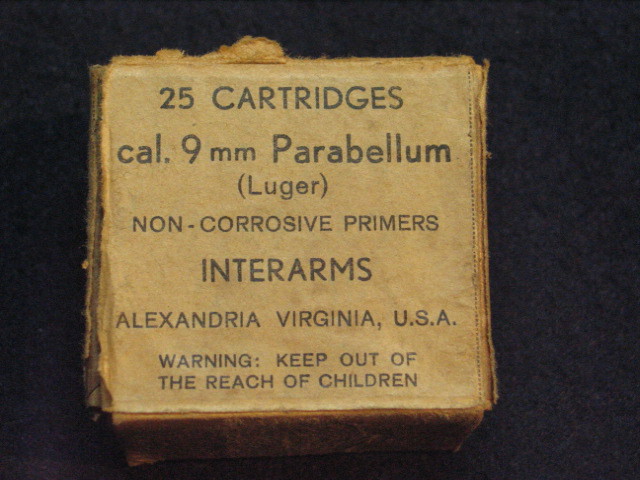 25 CARTRIDGES
cal. 9 mm Parabellum
(Luger)
NON-CORROSIVE PRIMERS
INTERARMS
ALEXANDRIA VIRGINIA, U.S.A.
WARNING: KEEP OUT OF
THE REACH OF CHILDREN